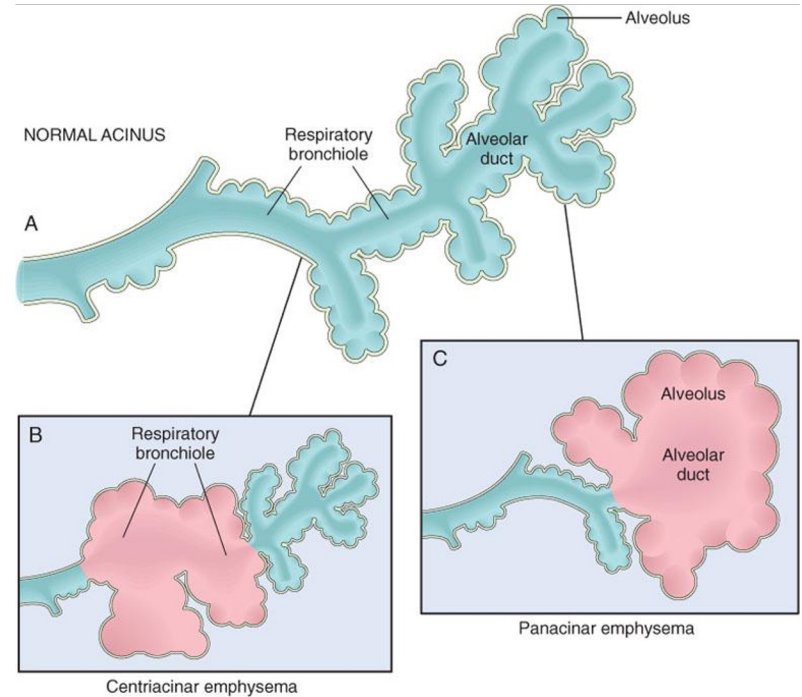 Alveolus
NORMAL ACINUS
Respiratory
bronchiole
Alveolar
duct
A
B
Respiratory
bronchiole
Centriacinar emphysema
C
Alveolus
Alveolar
duct
Panacinar emphysema